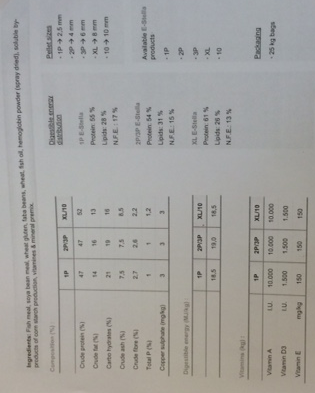 Ingredients: Fish meal, soya bean meal, wheat gluten, faba beans, wheat, fish oil, hemoglobin powder (spray dried), soluble by-
products of corn starch production, vitamines & mineral premix.
Composition (%)
1P 2P/3P XL/10
Crude protein (%) 47 47 52
Crude fat (%) 14 16 13
Carbo hydrates (%) 21 19 16
Crude ash (%) 7,5 7,5 8,5
Crude fibre (%) 2,7 2,6 2,2
Total P (%) 1 1 1,2
Copper sulphate (mg/kg) 3 3 3
Digestible energy (MJ/kg)
1P 2P/3P XL/10
18,5 19,0 18,5
Vitamins (/kg)
1P 2P/3P XL/10
Vitamin A I.U. 10.000 10.000 10.000
Vitamin D3 I.U. 1.500 1.500 1.500
Vitamin E mg/kg 150 150 150
Digestible energy
distribution
1P E-Stella
Protein: 55 %
Lipids: 28 %
N.F.E.: 17 %
2P/3P E-Stella
Protein: 54 %
Lipids: 31 %
N.F.E.: 15 %
XL E-Stella
Protein: 61 %
Lipids: 26 %
N.F.E.: 13 %
Pellet sizes
- 1P → 2,5 mm
- 2P → 4 mm
- 3P → 6 mm
- XL → 8 mm
- 10 → 10 mm
Available E-Stella
products
- 1P
- 2P
- 3P
- XL
- 10
Packaging
- 25 kg bags